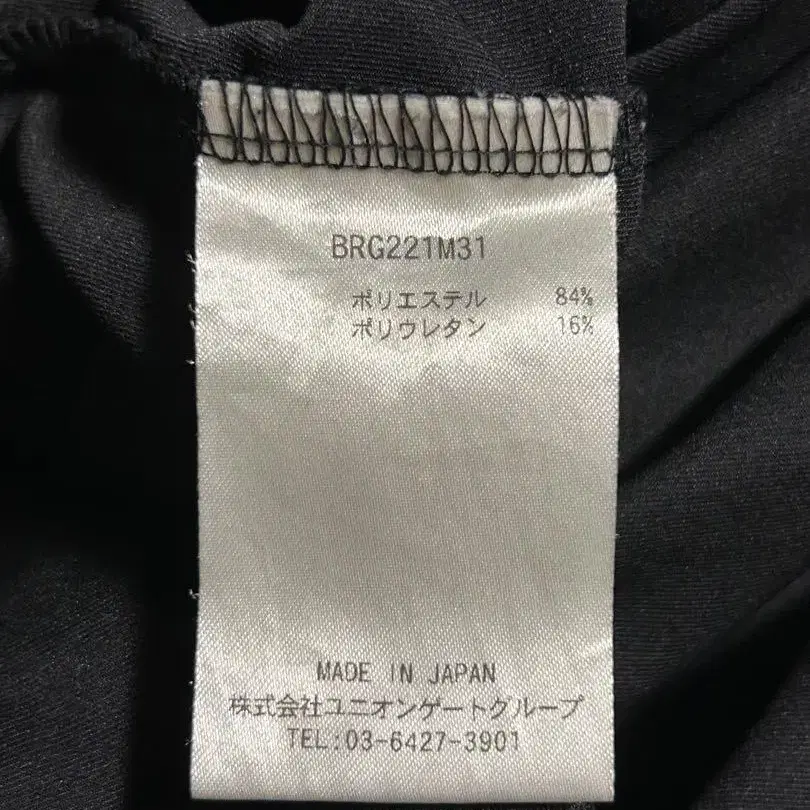 BRG221M31
ポリエステル 84%
ポリウレタン 16%
MADE IN JAPAN
株式会社ユニオンゲートグループ
TEL:03-6427-3901